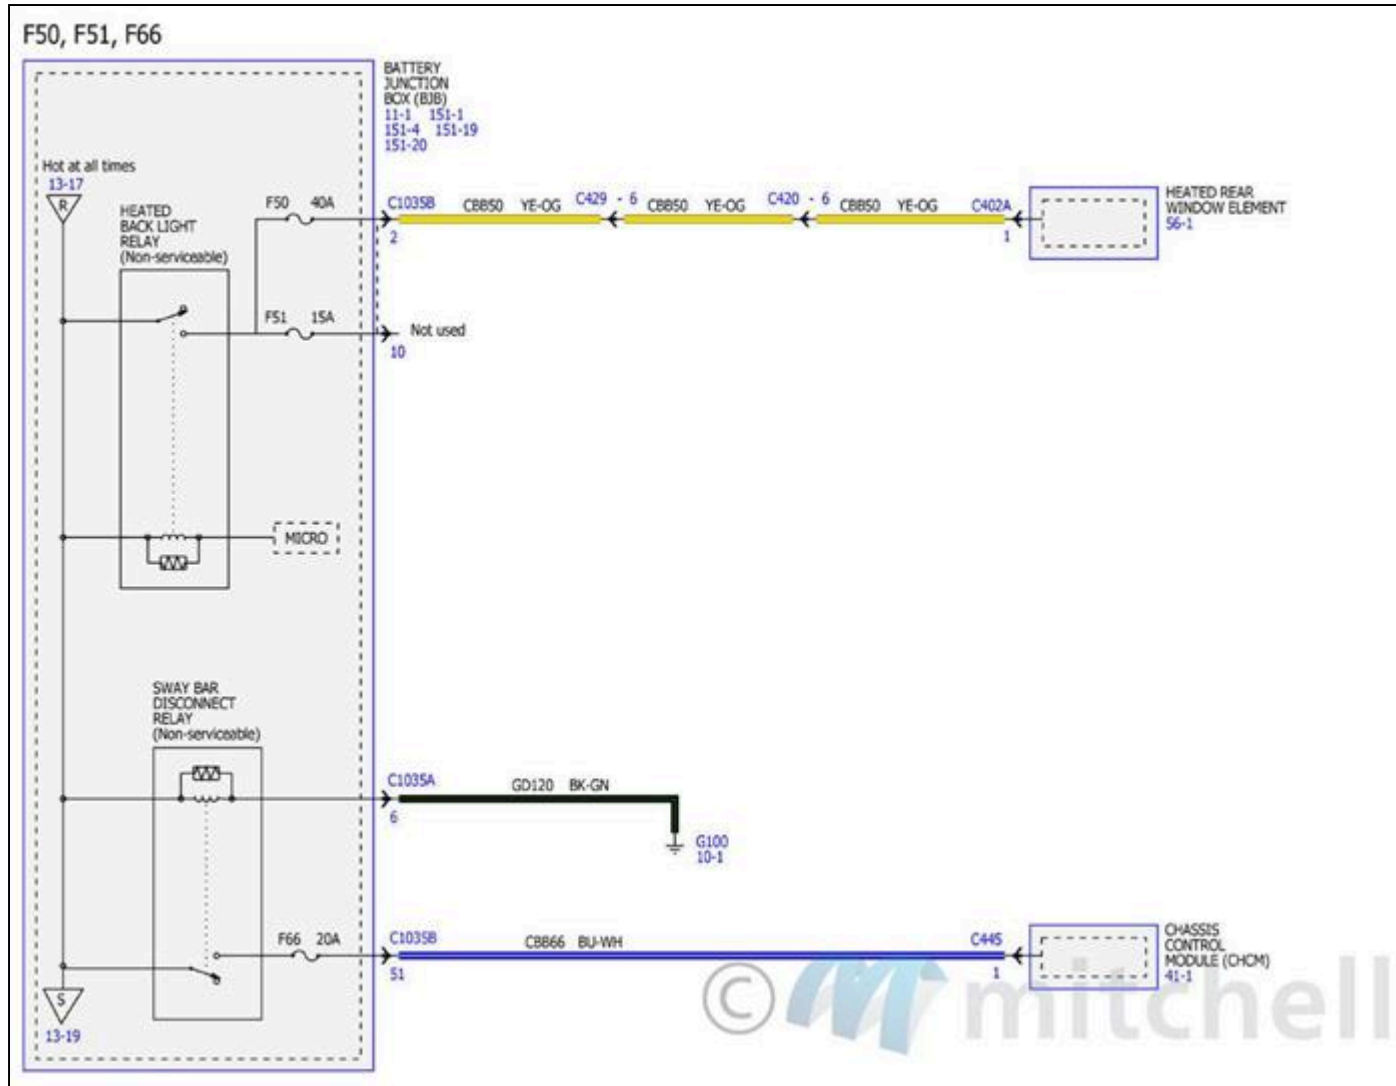 F50, F51, F66
BATTERY
JUNCTION
BOX (BJB)
11-1 151-1
151-4 151-19
151-20
Hot at all times
13-17
R
HEATED
BACK LIGHT
RELAY
(Non-serviceable)
F50 40A
C1035B
2
CBB50 YE-OG
C429 - 6
CBB50 YE-OG
C420 - 6
CBB50 YE-OG
C402A
1
HEATED REAR
WINDOW ELEMENT
56-1
F51 15A
Not used
10
MICRO
SWAY BAR
DISCONNECT
RELAY
(Non-serviceable)
C1035A
6
GD120 BK-GN
G100
10-1
F66 20A
C1035B
51
CBB66 BU-WH
C445
1
CHASSIS
CONTROL
MODULE (CHCM)
41-1
S
13-19
© mitchell